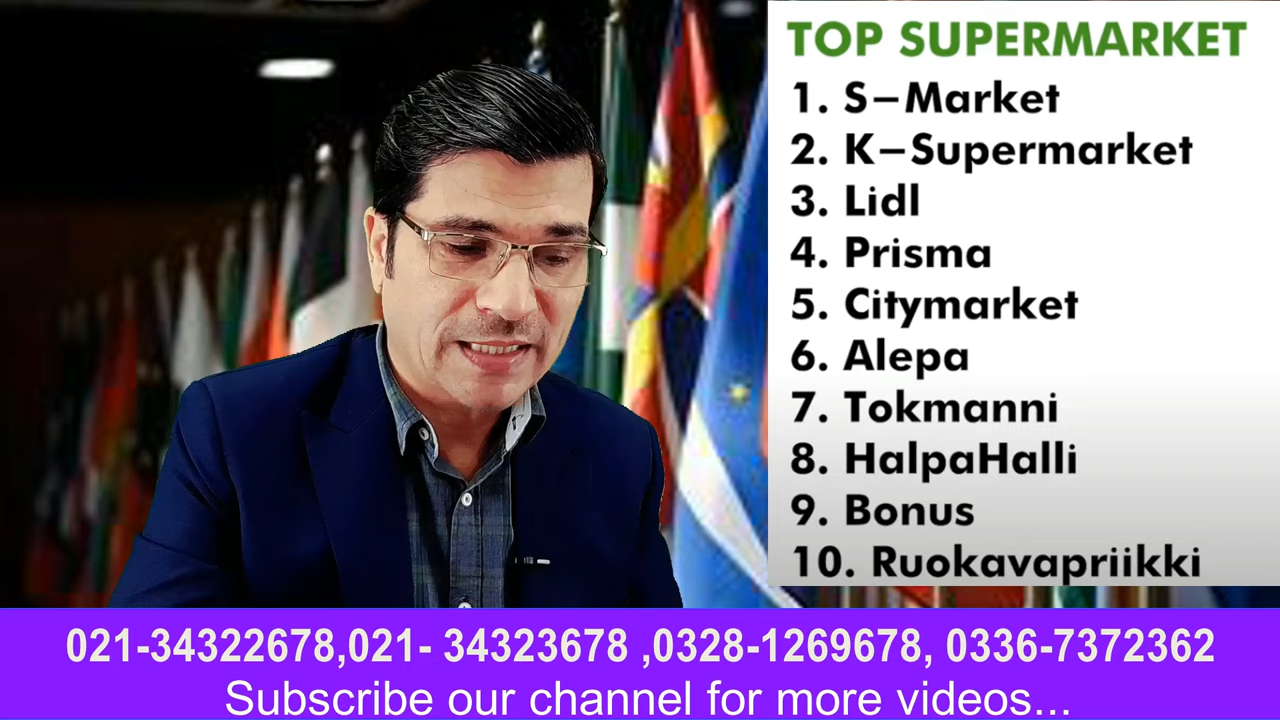 TOP SUPERMARKET
1. S–Market
2. K–Supermarket
3. Lidl
4. Prisma
5. Citymarket
6. Alepa
7. Tokmanni
8. HalpaHalli
9. Bonus
10. Ruokavapriikki
021-34322678,021- 34323678 ,0328-1269678, 0336-7372362
Subscribe our channel for more videos...